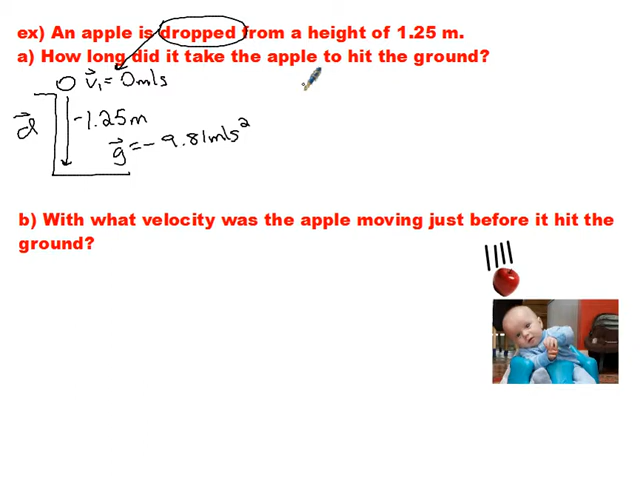 ex) An apple is dropped from a height of 1.25 m.
a) How long did it take the apple to hit the ground?
v₁ = 0m/s
d
-1.25m
g = - 9.81m/s²
b) With what velocity was the apple moving just before it hit the
ground?